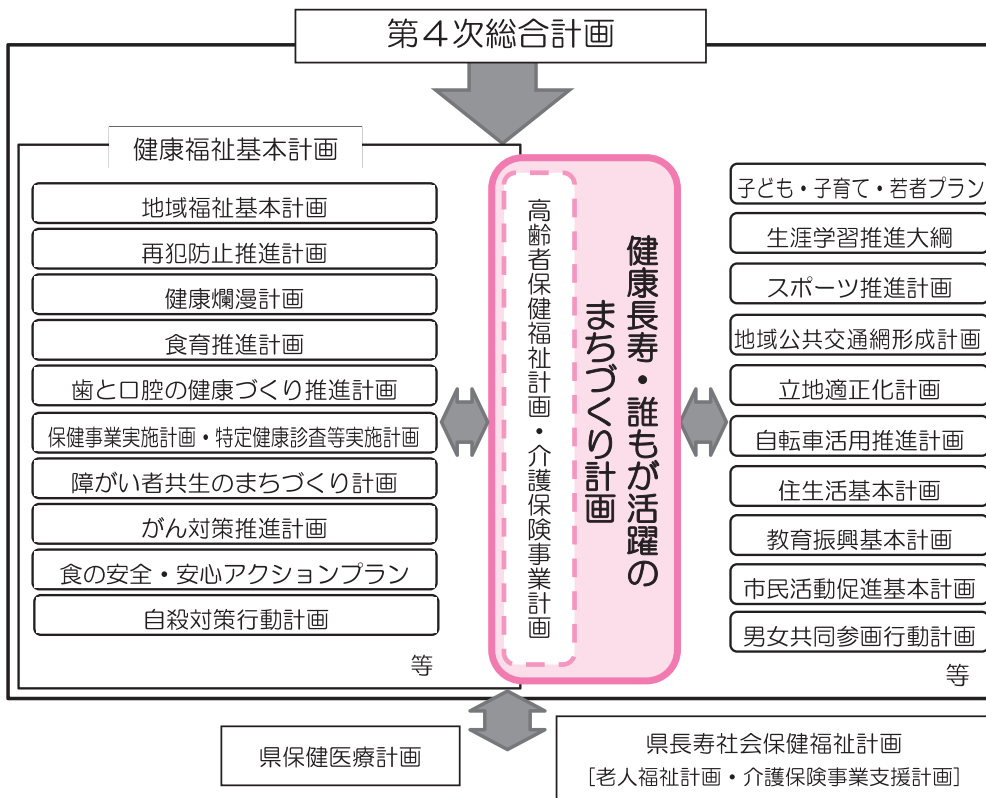 第４次総合計画
健康福祉基本計画
地域福祉基本計画
再犯防止推進計画
健康爛漫計画
食育推進計画
歯と口腔の健康づくり推進計画
保健事業実施計画・特定健康診査等実施計画
障がい者共生のまちづくり計画
がん対策推進計画
食の安全・安心アクションプラン
自殺対策行動計画
等
高齢者保健福祉計画・介護保険事業計画
健康長寿・誰もが活躍の
まちづくり計画
子ども・子育て・若者プラン
生涯学習推進大綱
スポーツ推進計画
地域公共交通網形成計画
立地適正化計画
自転車活用推進計画
住生活基本計画
教育振興基本計画
市民活動促進基本計画
男女共同参画行動計画
等
県保健医療計画
県長寿社会保健福祉計画
［老人福祉計画・介護保険事業支援計画］